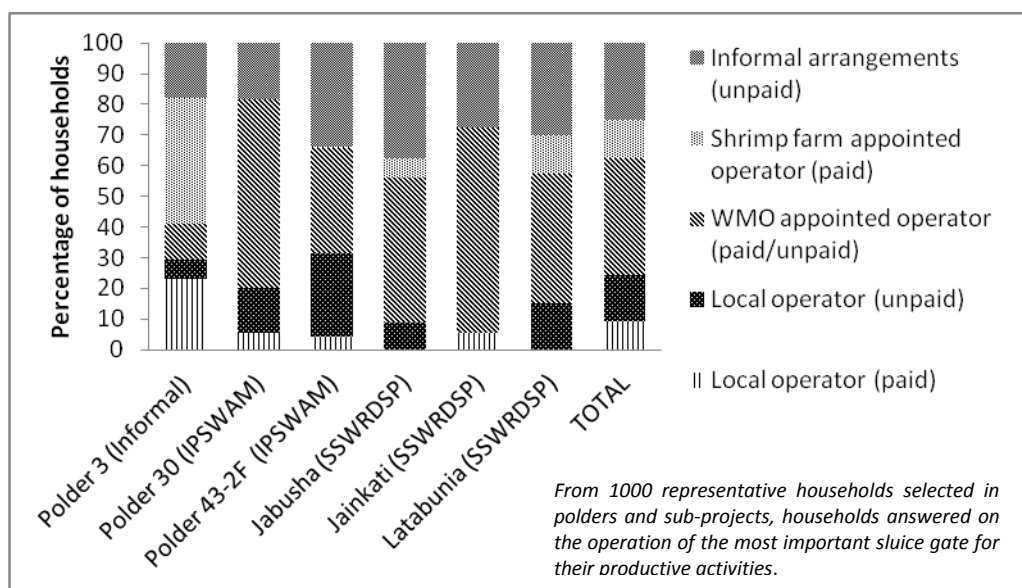 Percentage of households
100
90
80
70
60
50
40
30
20
10
0
Polder 3 (Informal)
Polder 30 (IPSWAM)
Polder 43-2F (IPSWAM)
Jabusha (SSWRDSP)
Jainkati (SSWRDSP)
Latabunia (SSWRDSP)
TOTAL
Informal arrangements
(unpaid)
Shrimp farm appointed
operator (paid)
WMO appointed operator
(paid/unpaid)
Local operator (unpaid)
Local operator (paid)
From 1000 representative households selected in
polders and sub-projects, households answered on
the operation of the most important sluice gate for
their productive activities.